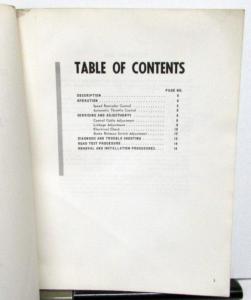 TABLE OF CONTENTS
PAGE NO.
DESCRIPTION
OPERATION
Speed Reminder Control
Automatic Throttle Control
SERVICING AND ADJUSTMENTS
Control Cable Adjustment
Linkage Adjustment
Electrical Check
Brake Release Switch Adjustment
DIAGNOSIS AND TROUBLE SHOOTING
ROAD TEST PROCEDURE
REMOVAL AND INSTALLATION PROCEDURES